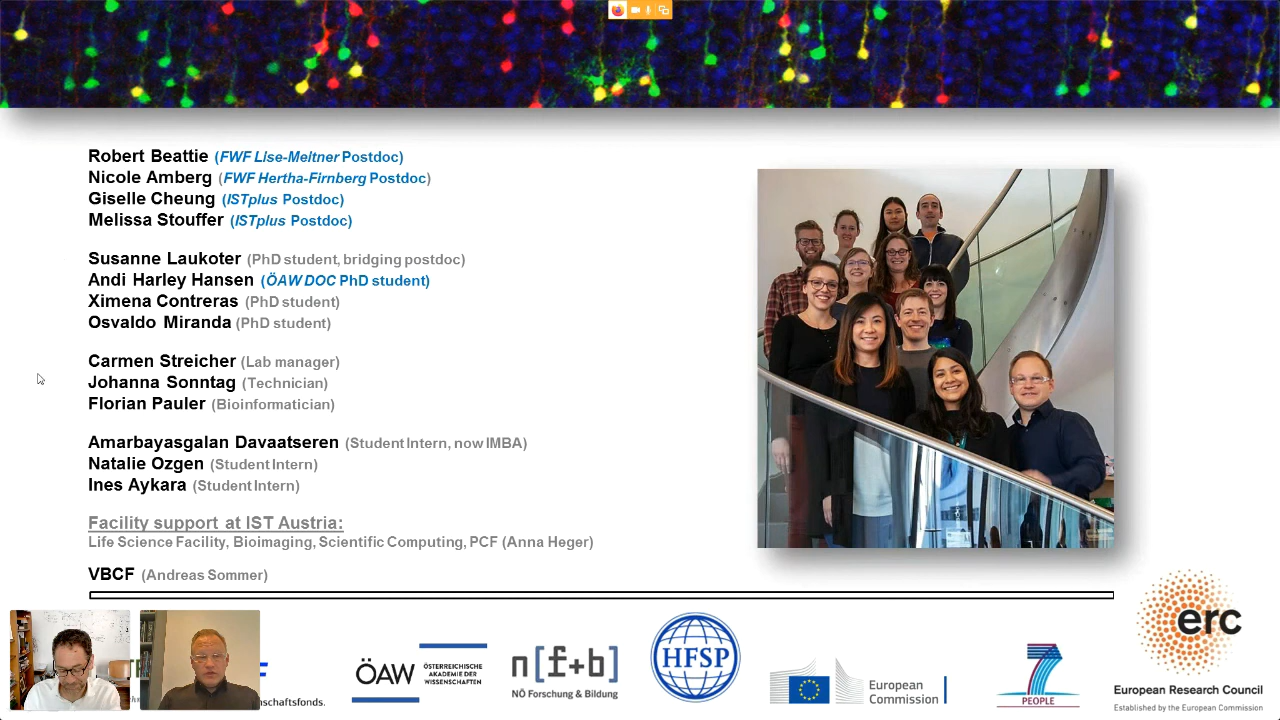 Robert Beattie (FWF Lise-Meitner Postdoc)
Nicole Amberg (FWF Hertha-Firnberg Postdoc)
Giselle Cheung (ISTplus Postdoc)
Melissa Stouffer (ISTplus Postdoc)
Susanne Laukoter (PhD student, bridging postdoc)
Andi Harley Hansen (ÖAW DOC PhD student)
Ximena Contreras (PhD student)
Osvaldo Miranda (PhD student)
Carmen Streicher (Lab manager)
Johanna Sonntag (Technician)
Florian Pauler (Bioinformatician)
Amarbayasgalan Davaatseren (Student Intern, now IMBA)
Natalie Ozgen (Student Intern)
Ines Aykara (Student Intern)
Facility support at IST Austria:
Life Science Facility, Bioimaging, Scientific Computing, PCF (Anna Heger)
VBCF (Andreas Sommer)
schaftsfonds.
ÖAW
ÖSTERREICHISCHE
AKADEMIE DER
WISSENSCHAFTEN
n[f+b]
NÖ Forschung & Bildung
HFSP
European
Commission
7
PEOPLE
erc
European Research Council
Established by the European Commission